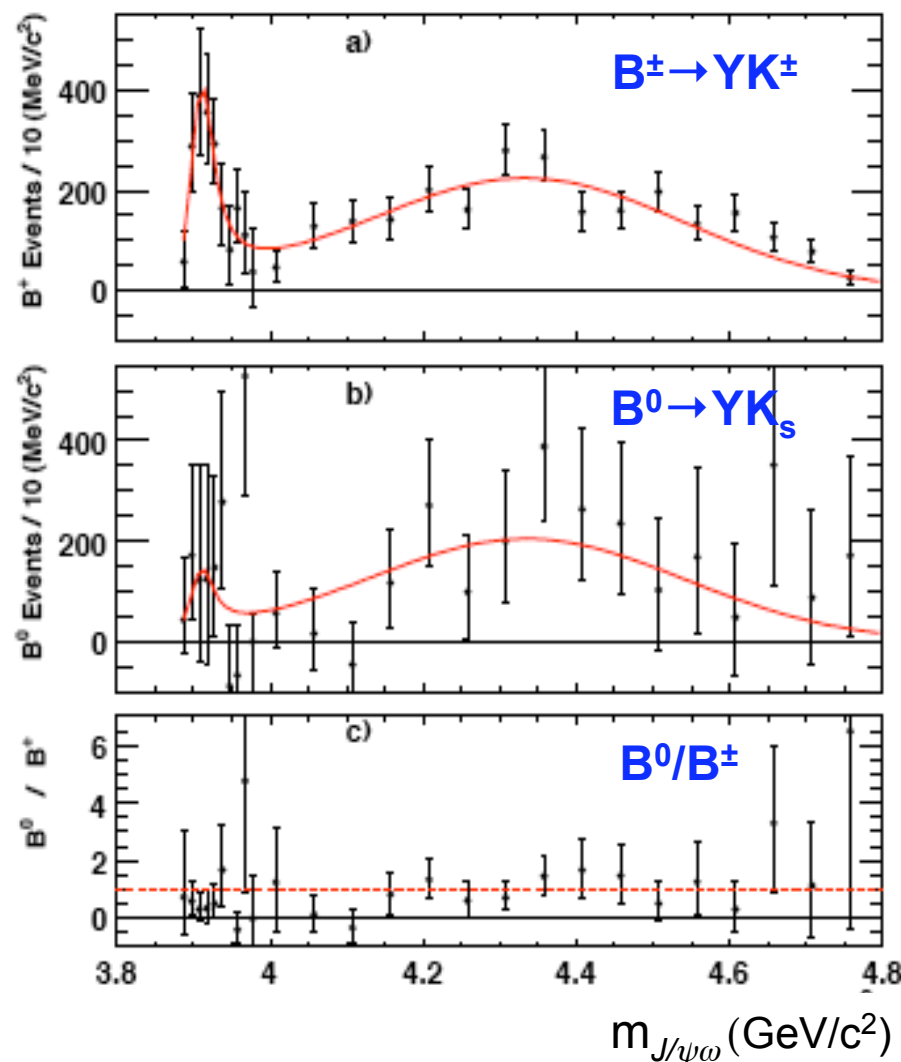 a)
B± → YK±
B⁺ Events / 10 (MeV/c²)
400
200
0
b)
B⁰ → YKₛ
B⁰ Events / 10 (MeV/c²)
400
200
0
c)
B⁰/B±
B⁰ / B⁺
6
4
2
0
3.8 4 4.2 4.4 4.6 4.8
m_J/ψω (GeV/c²)